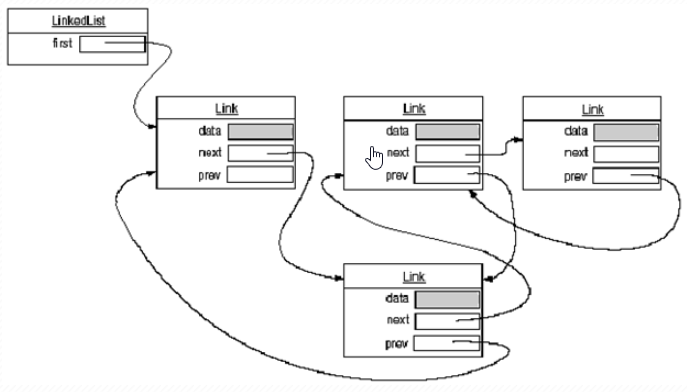 LinkedList
first
Link
data
next
prev
Link
data
next
prev
Link
data
next
prev
Link
data
next
prev